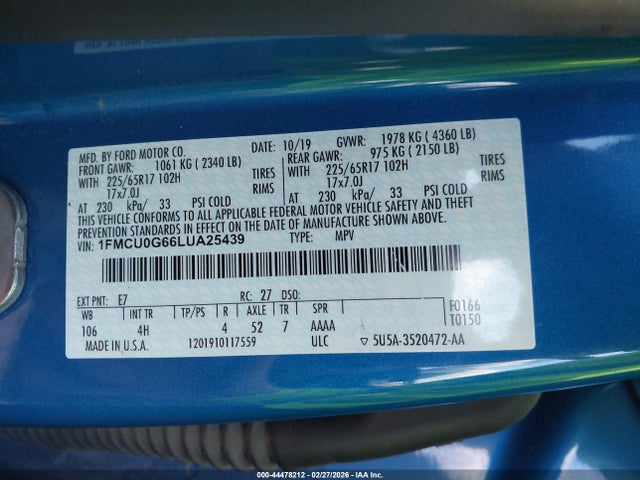 MFD. BY FORD MOTOR CO.
MFD. BY FORD MOTOR CO. DATE: 10/19 GVWR: 1978 KG ( 4360 LB)
FRONT GAWR: 1061 KG ( 2340 LB) REAR GAWR: 975 KG ( 2150 LB)
WITH 225/65R17 102H TIRES WITH 225/65R17 102H TIRES
17x7.0J RIMS 17x7.0J RIMS
AT 230 kPa/ 33 PSI COLD AT 230 kPa/ 33 PSI COLD
THIS VEHICLE CONFORMS TO ALL APPLICABLE FEDERAL MOTOR VEHICLE SAFETY AND THEFT
PREVENTION STANDARDS IN EFFECT ON THE DATE OF MANUFACTURE SHOWN ABOVE.
VIN: 1FMCU0G66LUA25439 TYPE: MPV
EXT PNT: E7 RC: 27 DSO:
WB INT TR TP/PS R AXLE TR SPR F0166
106 4H 4 52 7 AAAA T0150
MADE IN U.S.A. 1201910117559 ULC ▽ 5U5A-3520472-AA
000-44478212 - 02/27/2026 - IAA Inc.